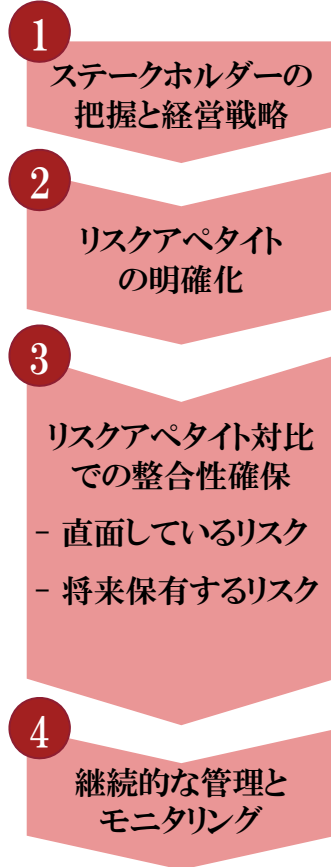 1
ステークホルダーの
把握と経営戦略
2
リスクアペタイト
の明確化
3
リスクアペタイト対比
での整合性確保
- 直面しているリスク
- 将来保有するリスク
4
継続的な管理と
モニタリング